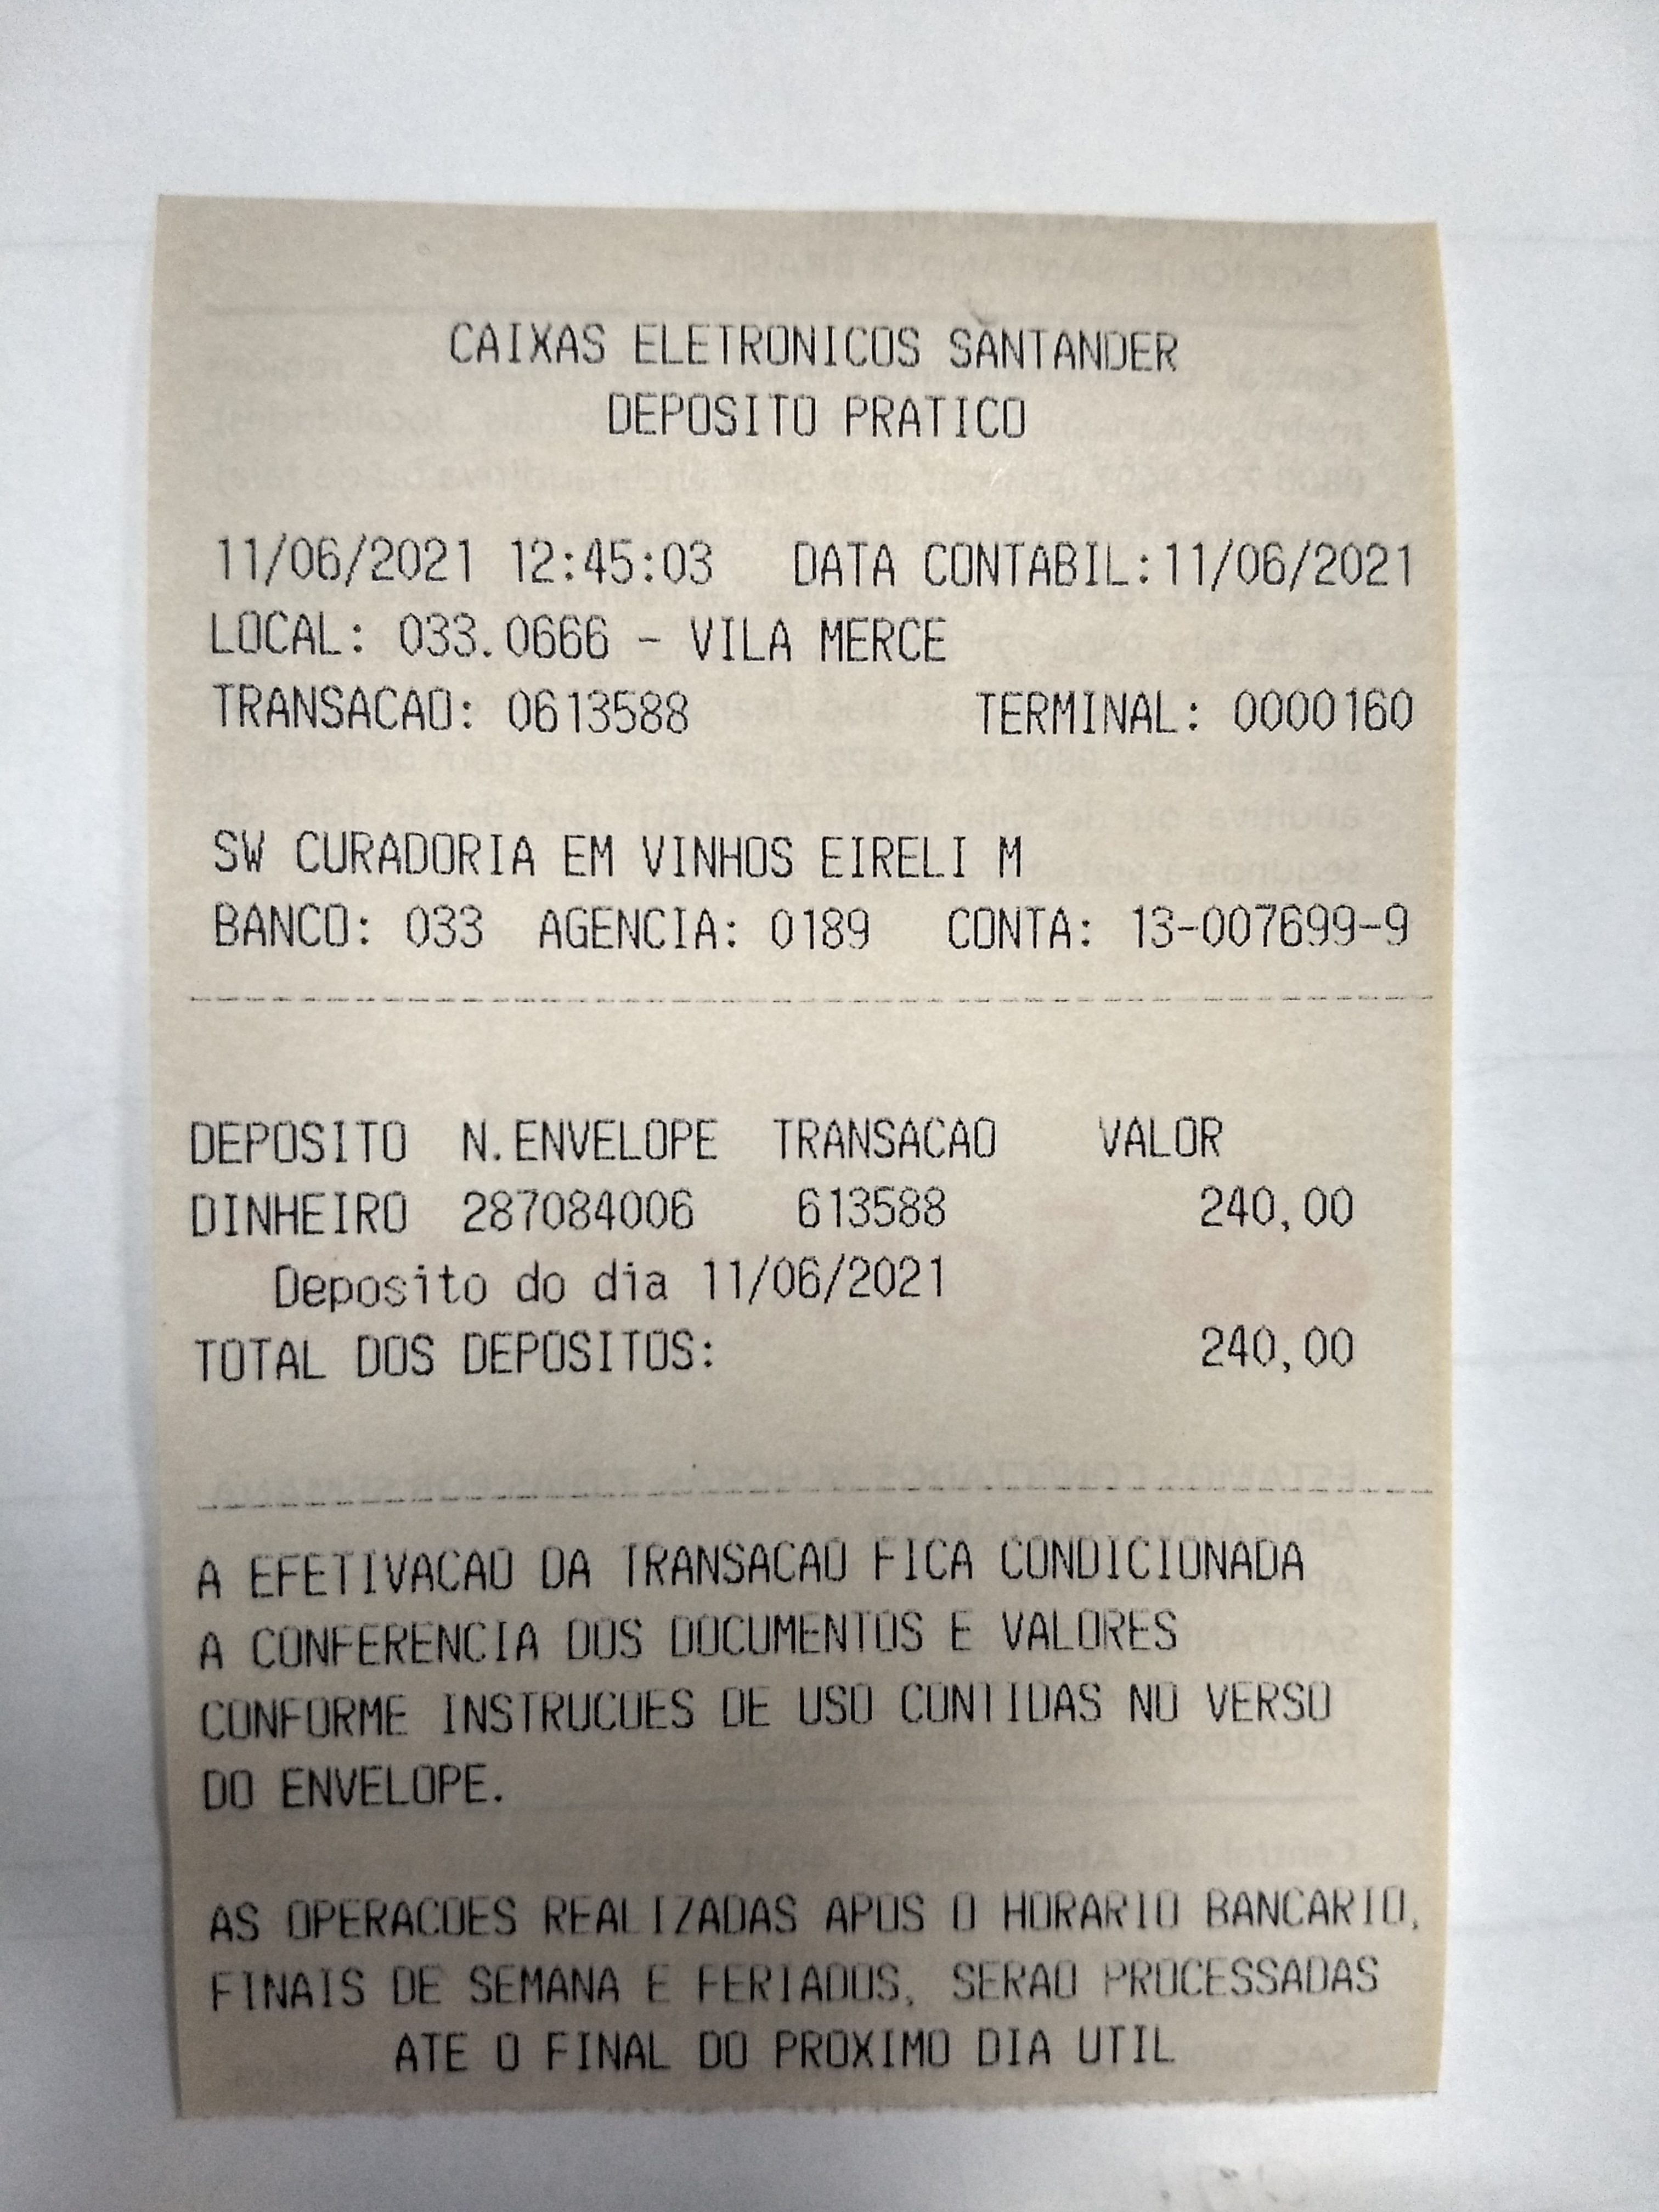 CAIXAS ELETRONICOS SANTANDER
DEPOSITO PRATICO
11/06/2021 12:45:03 DATA CONTABIL:11/06/2021
LOCAL: 033.0666 - VILA MERCE
TRANSACAO: 0613588 TERMINAL: 0000160
SW CURADORIA EM VINHOS EIRELI M
BANCO: 033 AGENCIA: 0189 CONTA: 13-007699-9
DEPOSITO N.ENVELOPE TRANSACAO VALOR
DINHEIRO 287084006 613588 240,00
Deposito do dia 11/06/2021
TOTAL DOS DEPOSITOS: 240,00
A EFETIVACAO DA TRANSACAO FICA CONDICIONADA
A CONFERENCIA DOS DOCUMENTOS E VALORES
CONFORME INSTRUCOES DE USO CONTIDAS NO VERSO
DO ENVELOPE.
AS OPERACOES REALIZADAS APOS O HORARIO BANCARIO,
FINAIS DE SEMANA E FERIADOS, SERAO PROCESSADAS
ATE O FINAL DO PROXIMO DIA UTIL